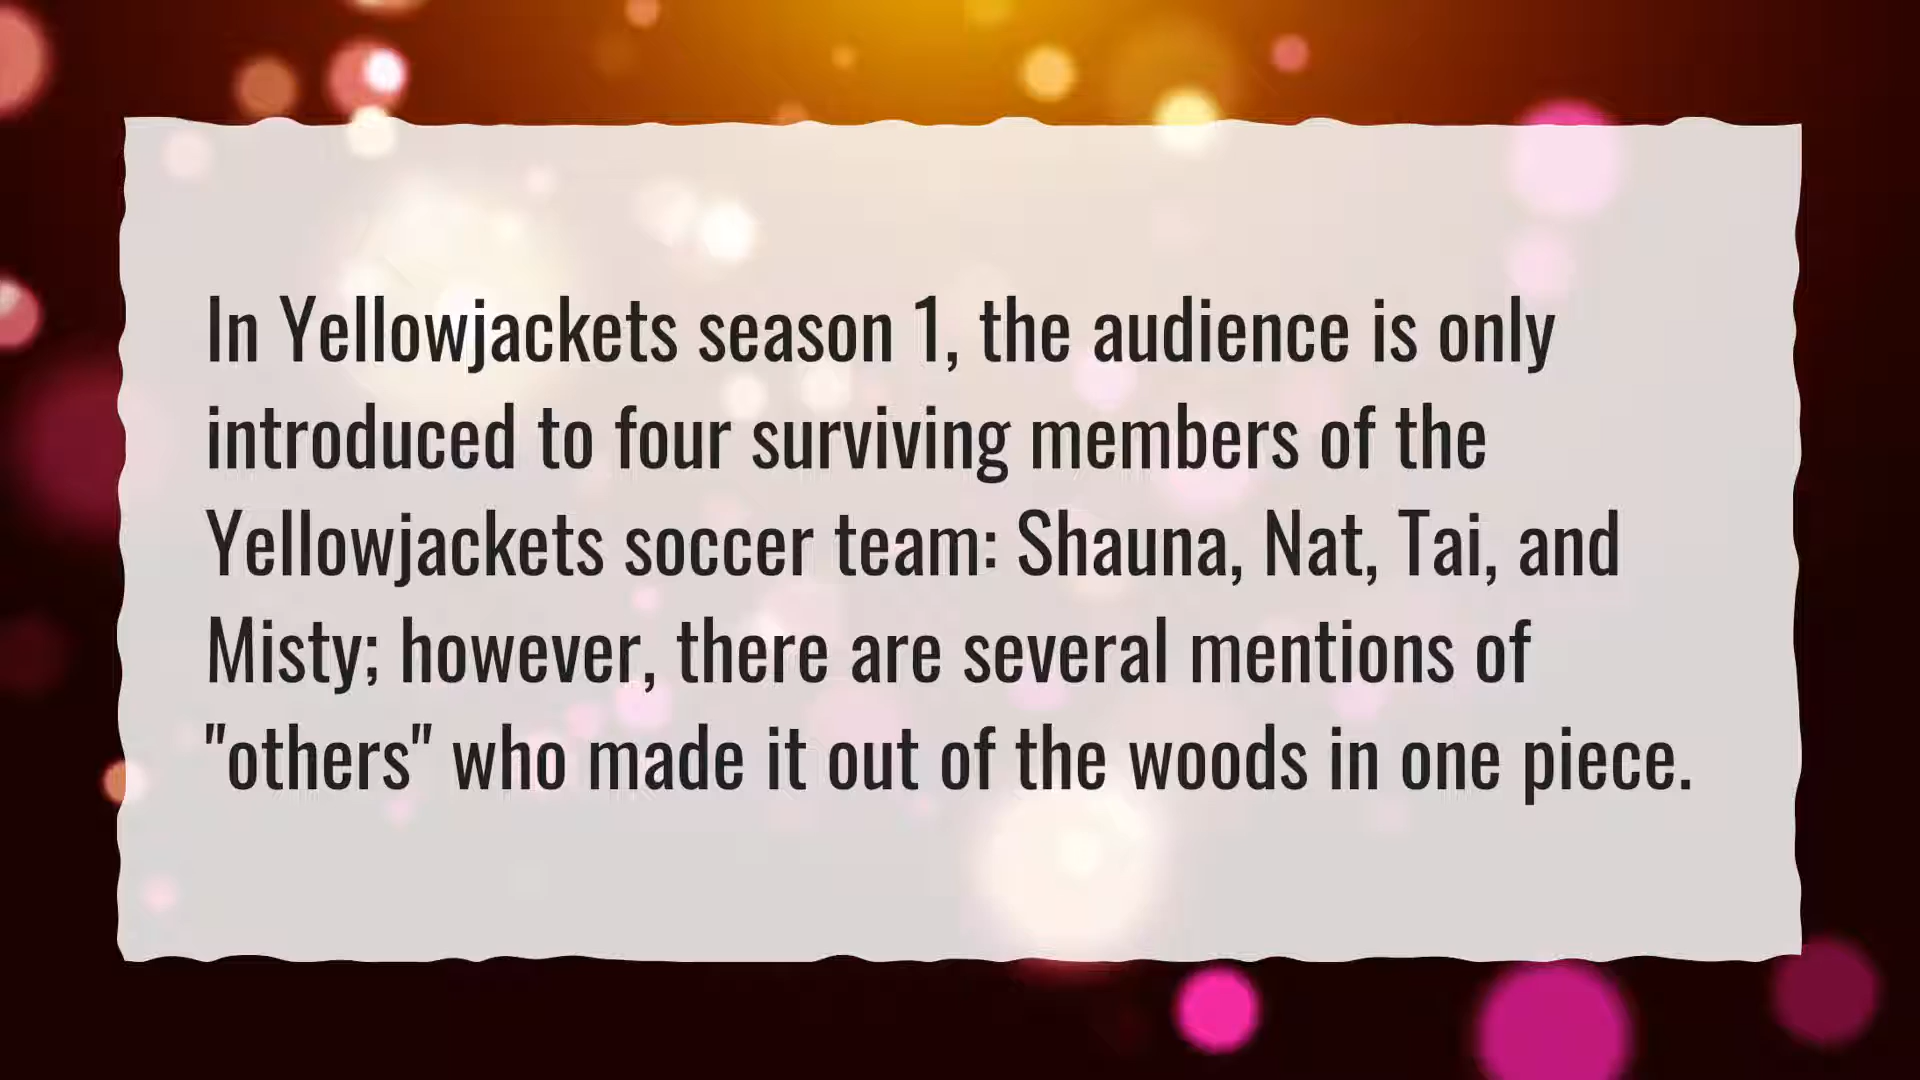 In Yellowjackets season 1, the audience is only
introduced to four surviving members of the
Yellowjackets soccer team: Shauna, Nat, Tai, and
Misty; however, there are several mentions of
"others" who made it out of the woods in one piece.